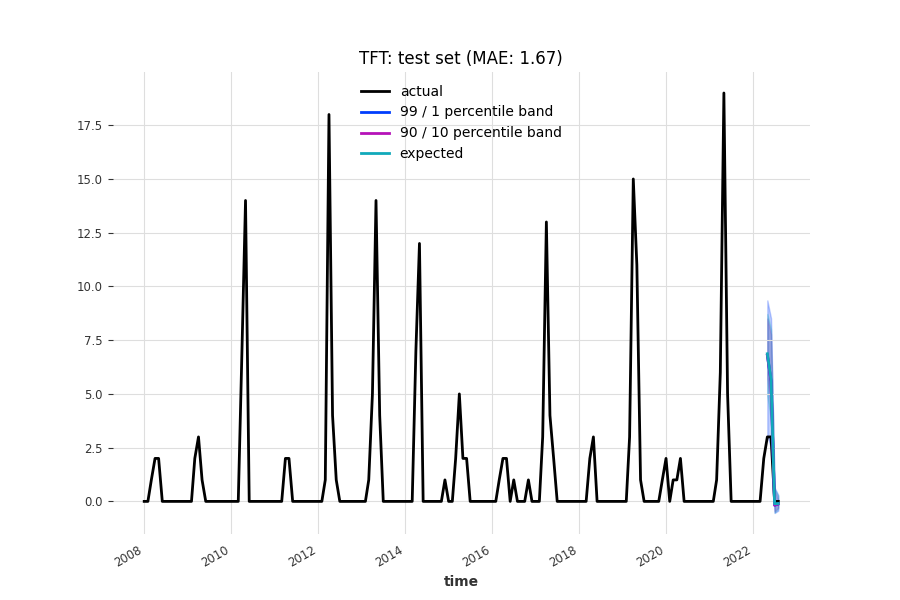 TFT: test set (MAE: 1.67)
actual
99 / 1 percentile band
90 / 10 percentile band
expected
17.5
15.0
12.5
10.0
7.5
5.0
2.5
0.0
2008
2010
2012
2014
2016
2018
2020
2022
time